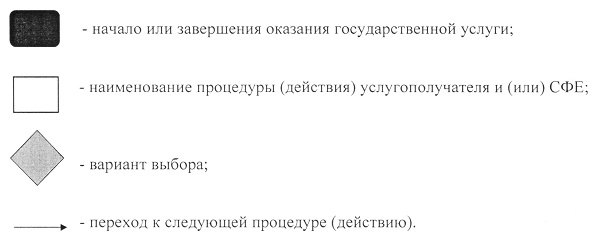 - начало или завершения оказания государственной услуги;
- наименование процедуры (действия) услугополучателя и (или) СФЕ;
- вариант выбора;
- переход к следующей процедуре (действию).